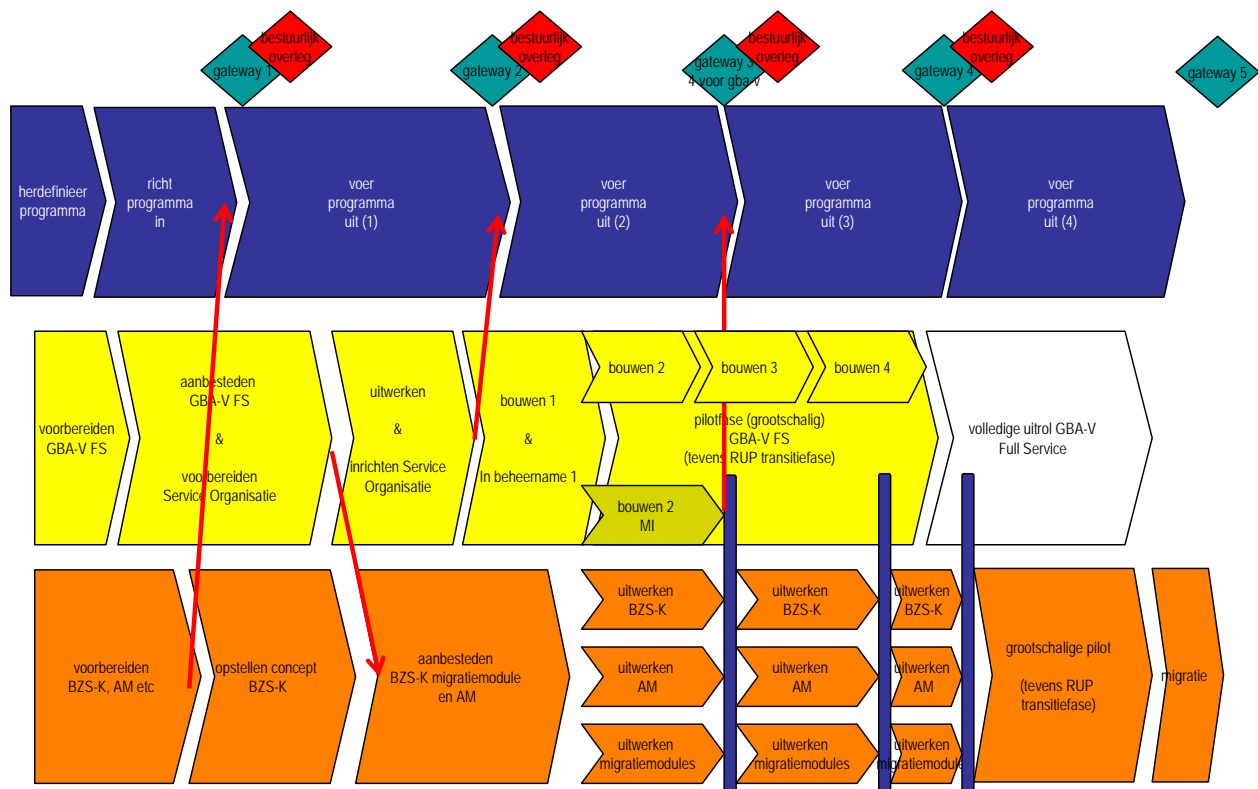 bestuurlijk
overleg
gateway 1
bestuurlijk
overleg
gateway 2
bestuurlijk
overleg
gateway 3
4 voor gba-v
bestuurlijk
overleg
gateway 4
gateway 5
herdefinieer
programma
richt
programma
in
voer
programma
uit (1)
voer
programma
uit (2)
voer
programma
uit (3)
voer
programma
uit (4)
voorbereiden
GBA-V FS
aanbesteden
GBA-V FS
&
voorbereiden
Service Organisatie
uitwerken
&
inrichten Service
Organisatie
bouwen 1
&
In beheername 1
bouwen 2
bouwen 3
bouwen 4
pilotfase (grootschalig)
GBA-V FS
(tevens RUP transitiefase)
bouwen 2
MI
volledige uitrol GBA-V
Full Service
voorbereiden
BZS-K, AM etc
opstellen concept
BZS-K
aanbesteden
BZS-K migratiemodule
en AM
uitwerken
BZS-K
uitwerken
BZS-K
uitwerken
BZS-K
uitwerken
AM
uitwerken
AM
uitwerken
AM
uitwerken
migratiemodules
uitwerken
migratiemodules
uitwerken
migratiemodules
grootschalige pilot
(tevens RUP
transitiefase)
migratie